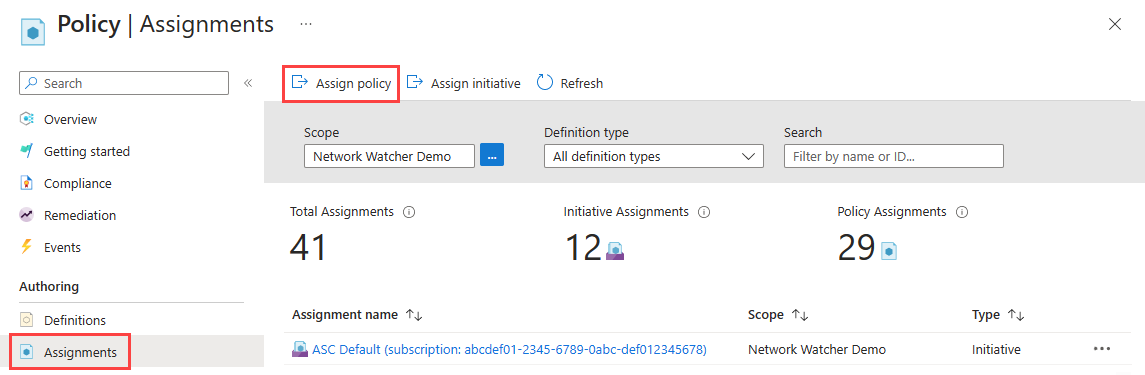 Policy | Assignments ...
Search «
Overview
Getting started
Compliance
Remediation
Events
Authoring
Definitions
Assignments
Assign policy Assign initiative Refresh
Scope Definition type Search
Network Watcher Demo ... All definition types Filter by name or ID...
Total Assignments Initiative Assignments Policy Assignments
41 12 29
Assignment name ↑↓ Scope ↑↓ Type ↑↓
ASC Default (subscription: abcdef01-2345-6789-0abc-def012345678) Network Watcher Demo Initiative ...